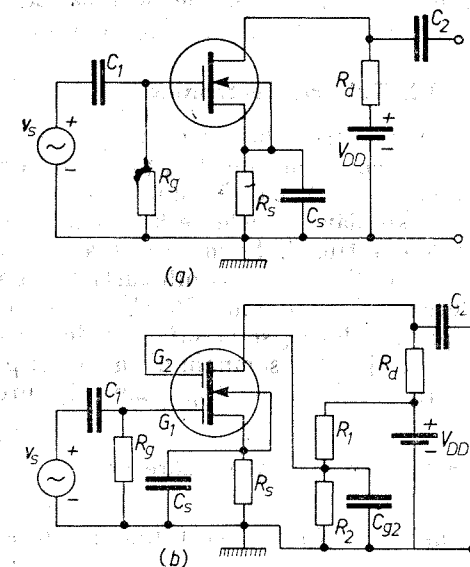 C2
C1
Rd
vs
+
+
-
-
VDD
Rg
Rs
Cs
(a)
C2
G2
Rd
C1
G1
R1
+
VDD
-
vs
+
-
Rg
Cs
Rs
R2
Cg2
(b)